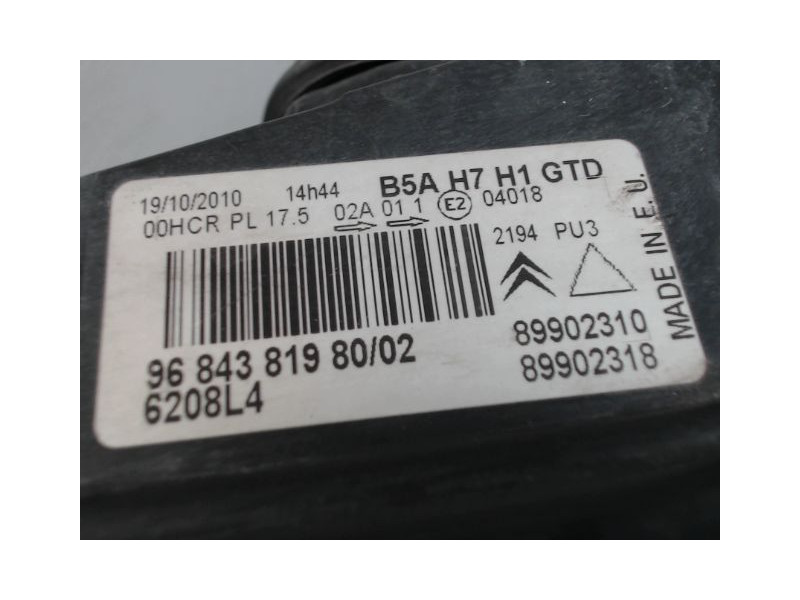 19/10/2010 14h44 B5A H7 H1 GTD
00HCR PL 17.5 02A 01 1 E2 04018
2194 PU3
96 843 819 80/02 89902310
6208L4 89902318
MADE IN E.U.